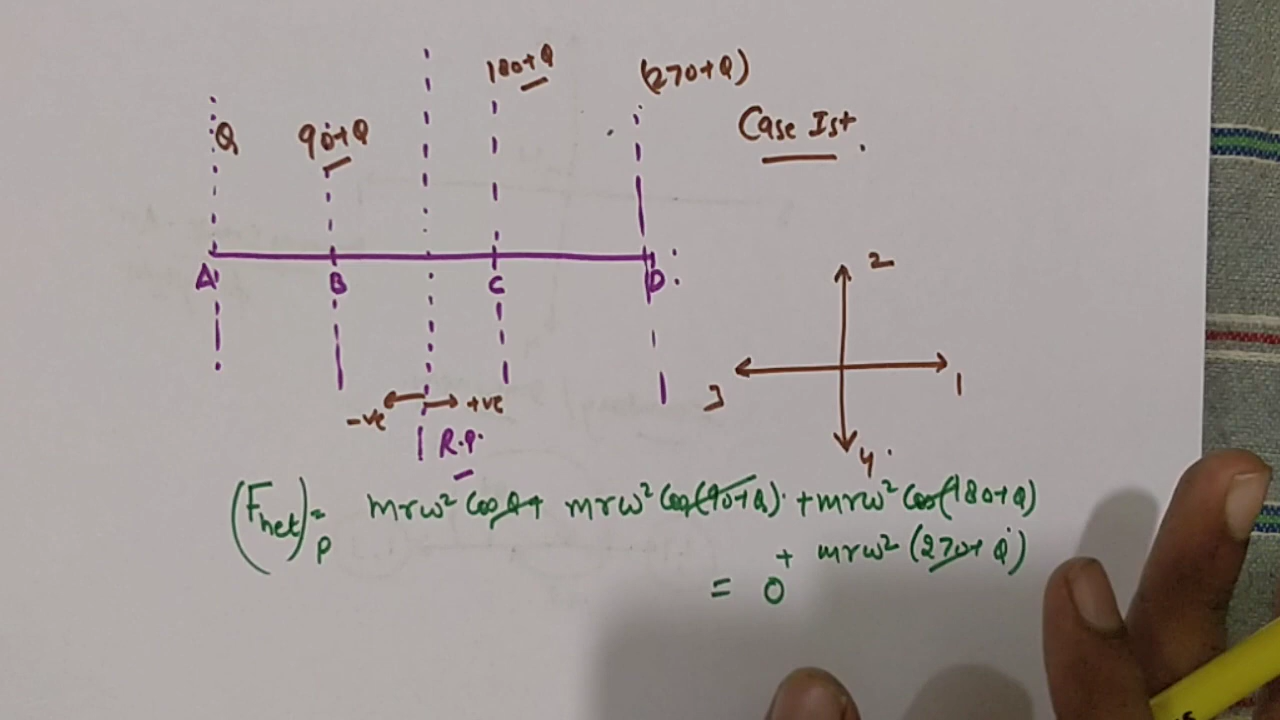 Q 90+Q 180+Q (270+Q)
Case Ist.
A B C D
2
3 1
4.
-ve +ve
R.P.
(Fnet)P = mrω² cosQ + mrω² Cos(90+Q) + mrω² cos(180+Q)
+ mrω² (270+Q)
= 0